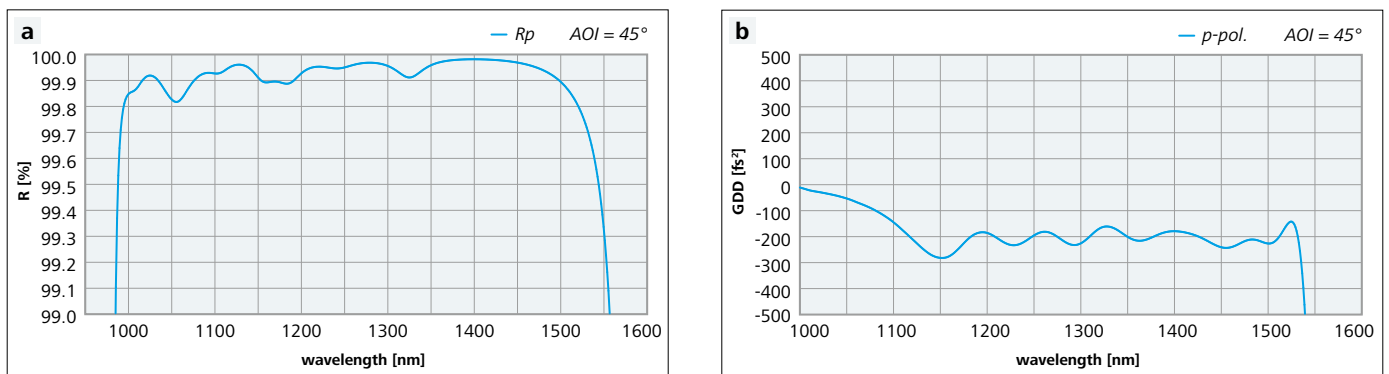 a
Rp AOI = 45°
100.0
99.9
99.8
99.7
99.6
99.5
99.4
99.3
99.2
99.1
99.0
R [%]
1000 1100 1200 1300 1400 1500 1600
wavelength [nm]
b
p-pol. AOI = 45°
500
400
300
200
100
0
-100
-200
-300
-400
-500
GDD [fs²]
1000 1100 1200 1300 1400 1500 1600
wavelength [nm]